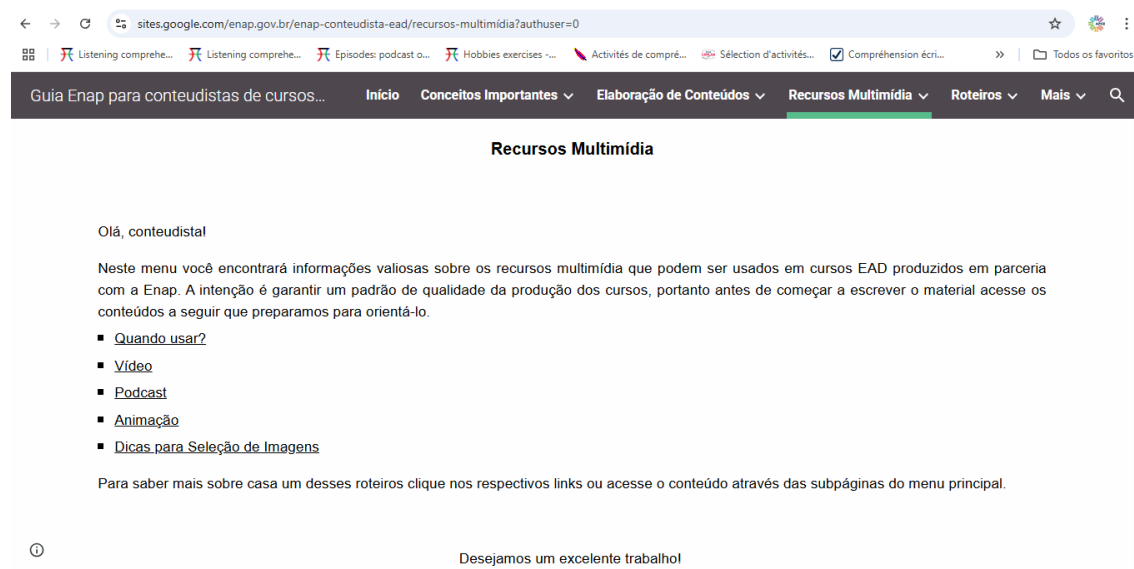 sites.google.com/enap.gov.br/enap-conteudista-ead/recursos-multimídia?authuser=0
Listening comprehe... Listening comprehe... Episodes: podcast o... Hobbies exercises -... Activités de compré... Sélection d'activités... Compréhension écri... » Todos os favoritos
Guia Enap para conteudistas de cursos... Início Conceitos Importantes Elaboração de Conteúdos Recursos Multimídia Roteiros Mais
Recursos Multimídia
Olá, conteudista!
Neste menu você encontrará informações valiosas sobre os recursos multimídia que podem ser usados em cursos EAD produzidos em parceria
com a Enap. A intenção é garantir um padrão de qualidade da produção dos cursos, portanto antes de começar a escrever o material acesse os
conteúdos a seguir que preparamos para orientá-lo.
Quando usar?
Vídeo
Podcast
Animação
Dicas para Seleção de Imagens
Para saber mais sobre casa um desses roteiros clique nos respectivos links ou acesse o conteúdo através das subpáginas do menu principal.
Desejamos um excelente trabalho!